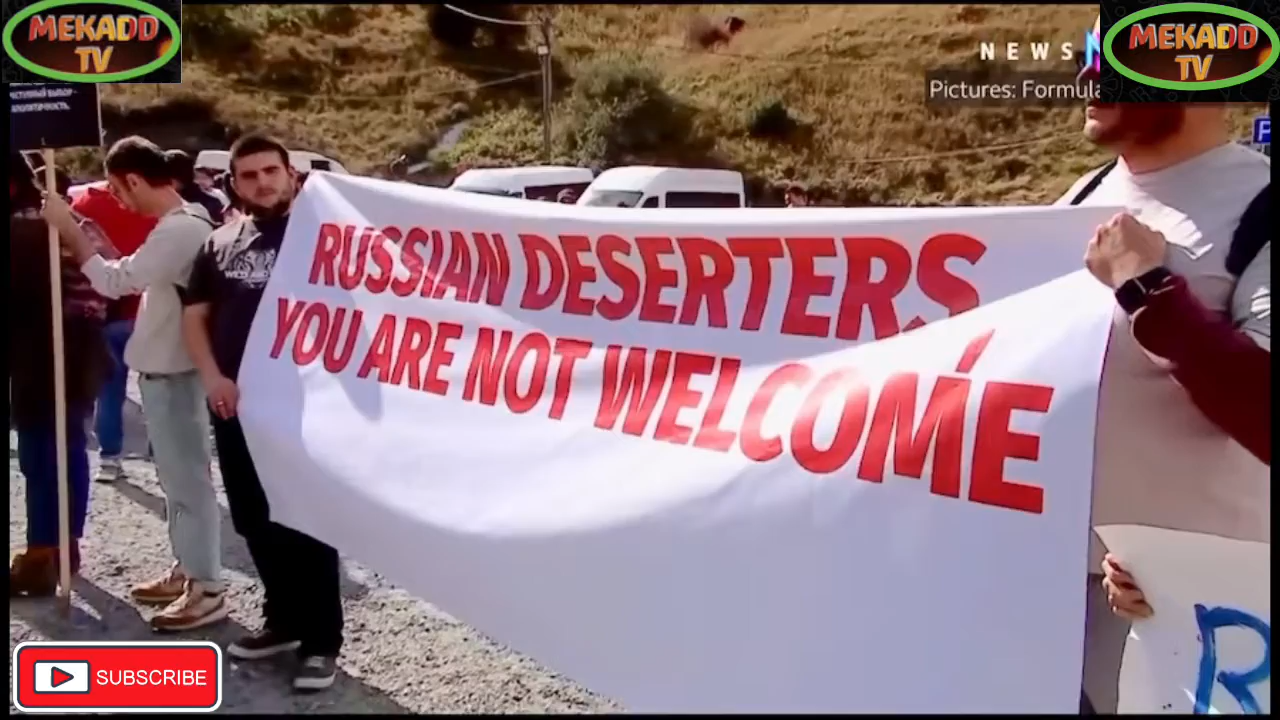 MEKADD
TV
NEWS
MEKADD
TV
Pictures: Formula
P
RUSSIAN DESERTERS
YOU ARE NOT WELCOME
SUBSCRIBE